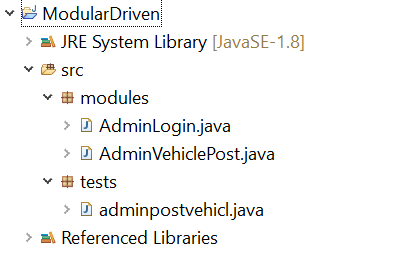 ModularDriven
JRE System Library [JavaSE-1.8]
src
modules
AdminLogin.java
AdminVehiclePost.java
tests
adminpostvehicl.java
Referenced Libraries